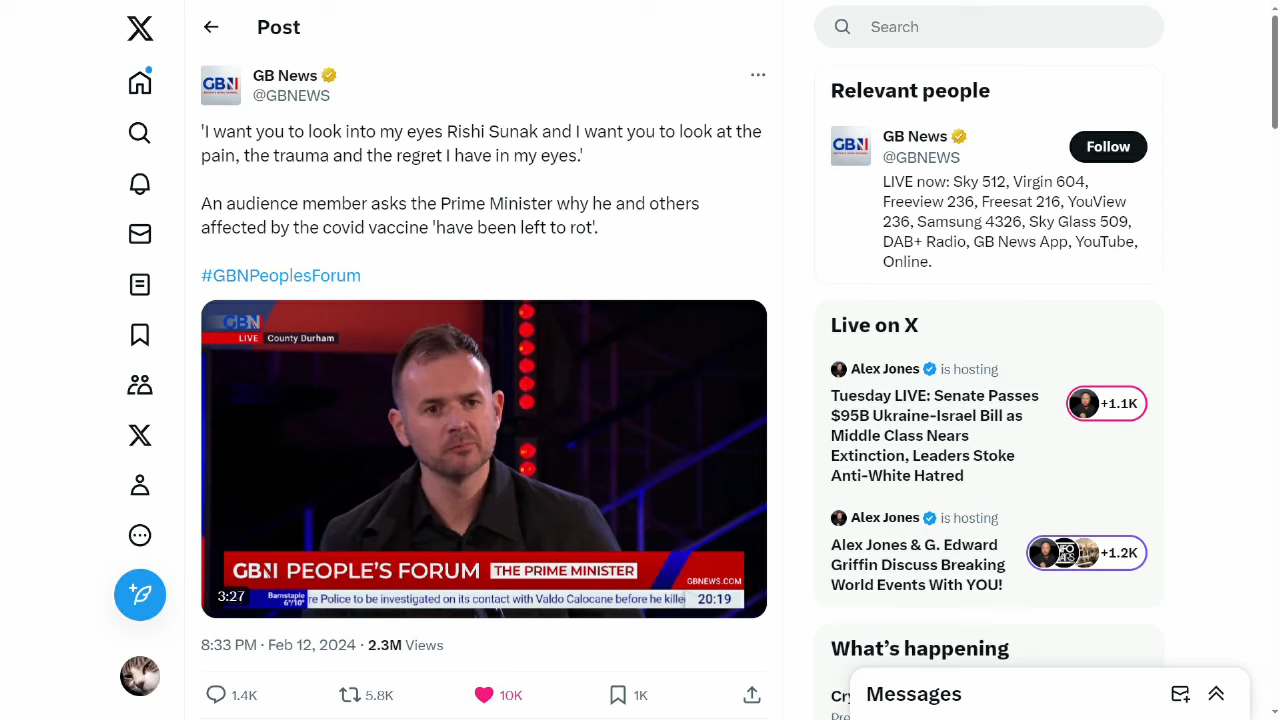 Post
GB News
@GBNEWS
'I want you to look into my eyes Rishi Sunak and I want you to look at the
pain, the trauma and the regret I have in my eyes.'
An audience member asks the Prime Minister why he and others
affected by the covid vaccine 'have been left to rot'.
#GBNPeoplesForum
GBN
LIVE County Durham
GBN PEOPLE'S FORUM THE PRIME MINISTER
GBNEWS.COM
3:27 Barnstaple 6°/10° re Police to be investigated on its contact with Valdo Calocane before he kille 20:19
8:33 PM · Feb 12, 2024 · 2.3M Views
1.4K 5.8K 10K 1K
Search
Relevant people
GBN
GB News
@GBNEWS
Follow
LIVE now: Sky 512, Virgin 604,
Freeview 236, Freesat 216, YouView
236, Samsung 4326, Sky Glass 509,
DAB+ Radio, GB News App, YouTube,
Online.
Live on X
Alex Jones is hosting
Tuesday LIVE: Senate Passes
$95B Ukraine-Israel Bill as
Middle Class Nears
Extinction, Leaders Stoke
Anti-White Hatred
+1.1K
Alex Jones is hosting
Alex Jones & G. Edward
Griffin Discuss Breaking
World Events With YOU!
+1.2K
What's happening
Messages